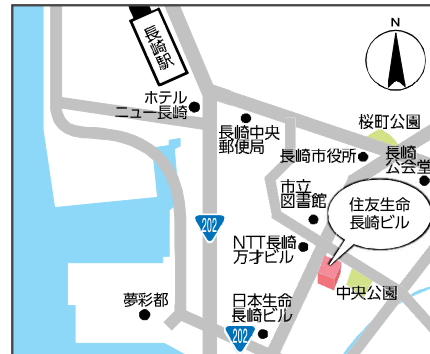 N
長崎駅
ホテル
ニュー長崎
長崎中央
郵便局
桜町公園
長崎市役所
長崎
公会堂
市立
図書館
住友生命
長崎ビル
202
NTT長崎
万才ビル
中央公園
夢彩都
日本生命
長崎ビル
202